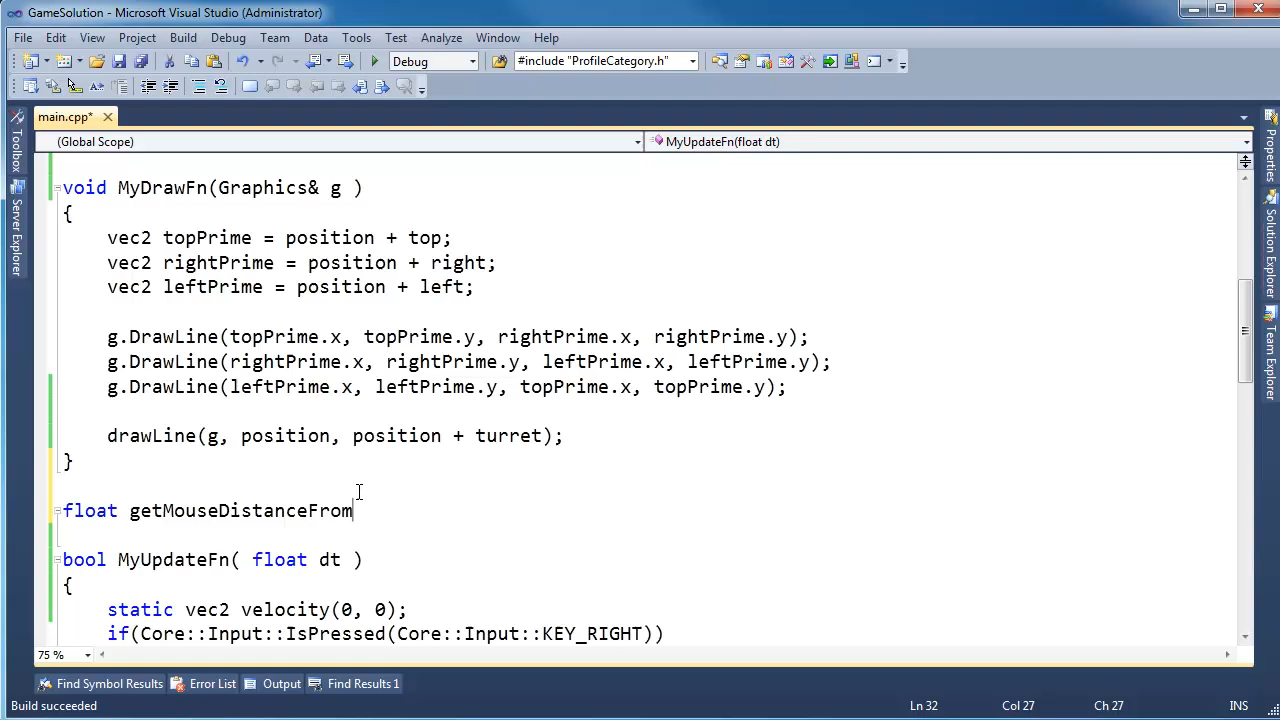 GameSolution - Microsoft Visual Studio (Administrator)
File Edit View Project Build Debug Team Data Tools Test Analyze Window Help
Debug #include "ProfileCategory.h"
main.cpp*
(Global Scope) MyUpdateFn(float dt)
Toolbox
Server Explorer
Properties
Solution Explorer
Team Explorer
void MyDrawFn(Graphics& g )
{
vec2 topPrime = position + top;
vec2 rightPrime = position + right;
vec2 leftPrime = position + left;
g.DrawLine(topPrime.x, topPrime.y, rightPrime.x, rightPrime.y);
g.DrawLine(rightPrime.x, rightPrime.y, leftPrime.x, leftPrime.y);
g.DrawLine(leftPrime.x, leftPrime.y, topPrime.x, topPrime.y);
drawLine(g, position, position + turret);
}
float getMouseDistanceFrom
bool MyUpdateFn( float dt )
{
static vec2 velocity(0, 0);
if(Core::Input::IsPressed(Core::Input::KEY_RIGHT))
75 %
Find Symbol Results Error List Output Find Results 1
Build succeeded Ln 32 Col 27 Ch 27 INS